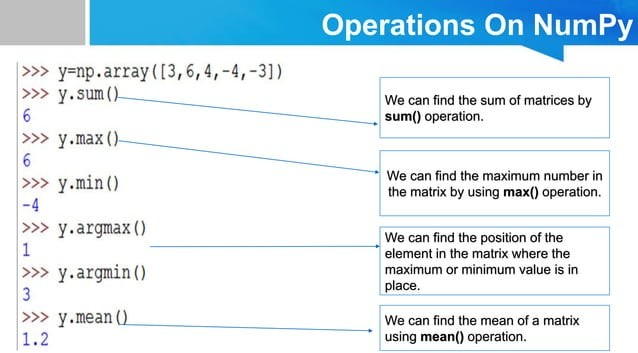 Operations On NumPy
>>> y=np.array([3,6,4,-4,-3])
>>> y.sum()
6
>>> y.max()
6
>>> y.min()
-4
>>> y.argmax()
1
>>> y.argmin()
3
>>> y.mean()
1.2
We can find the sum of matrices by
sum() operation.
We can find the maximum number in
the matrix by using max() operation.
We can find the position of the
element in the matrix where the
maximum or minimum value is in
place.
We can find the mean of a matrix
using mean() operation.